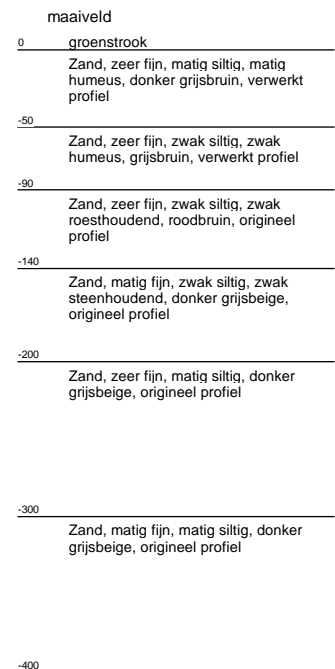 maaiveld
0 groenstrook
Zand, zeer fijn, matig siltig, matig
humeus, donker grijsbruin, verwerkt
profiel
-50
Zand, zeer fijn, zwak siltig, zwak
humeus, grijsbruin, verwerkt profiel
-90
Zand, zeer fijn, zwak siltig, zwak
roesthoudend, roodbruin, origineel
profiel
-140
Zand, matig fijn, zwak siltig, zwak
steenhoudend, donker grijsbeige,
origineel profiel
-200
Zand, zeer fijn, matig siltig, donker
grijsbeige, origineel profiel
-300
Zand, matig fijn, matig siltig, donker
grijsbeige, origineel profiel
-400